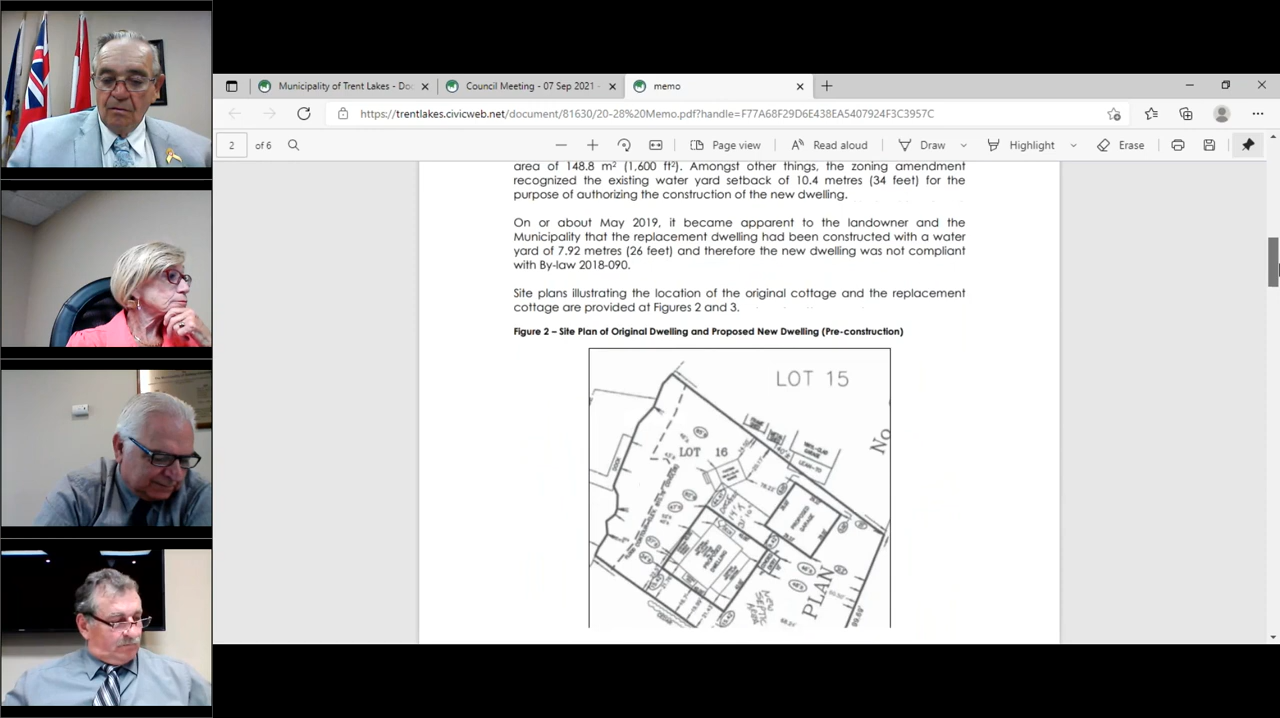 Municipality of Trent Lakes - Doc
Council Meeting - 07 Sep 2021 -
memo
https://trentlakes.civicweb.net/document/81630/20-28%20Memo.pdf?handle=F77A68F29D6E438EA5407924F3C3957C
2 of 6
Page view
Read aloud
Draw
Highlight
Erase
area of 148.8 m² (1,600 ft²). Amongst other things, the zoning amendment
recognized the existing water yard setback of 10.4 metres (34 feet) for the
purpose of authorizing the construction of the new dwelling.
On or about May 2019, it became apparent to the landowner and the
Municipality that the replacement dwelling had been constructed with a water
yard of 7.92 metres (26 feet) and therefore the new dwelling was not compliant
with By-law 2018-090.
Site plans illustrating the location of the original cottage and the replacement
cottage are provided at Figures 2 and 3.
Figure 2 – Site Plan of Original Dwelling and Proposed New Dwelling (Pre-construction)
LOT 15
LOT 16
LEAN-TO
PROPOSED
GARAGE
PROPOSED
DWELLING
PLAN